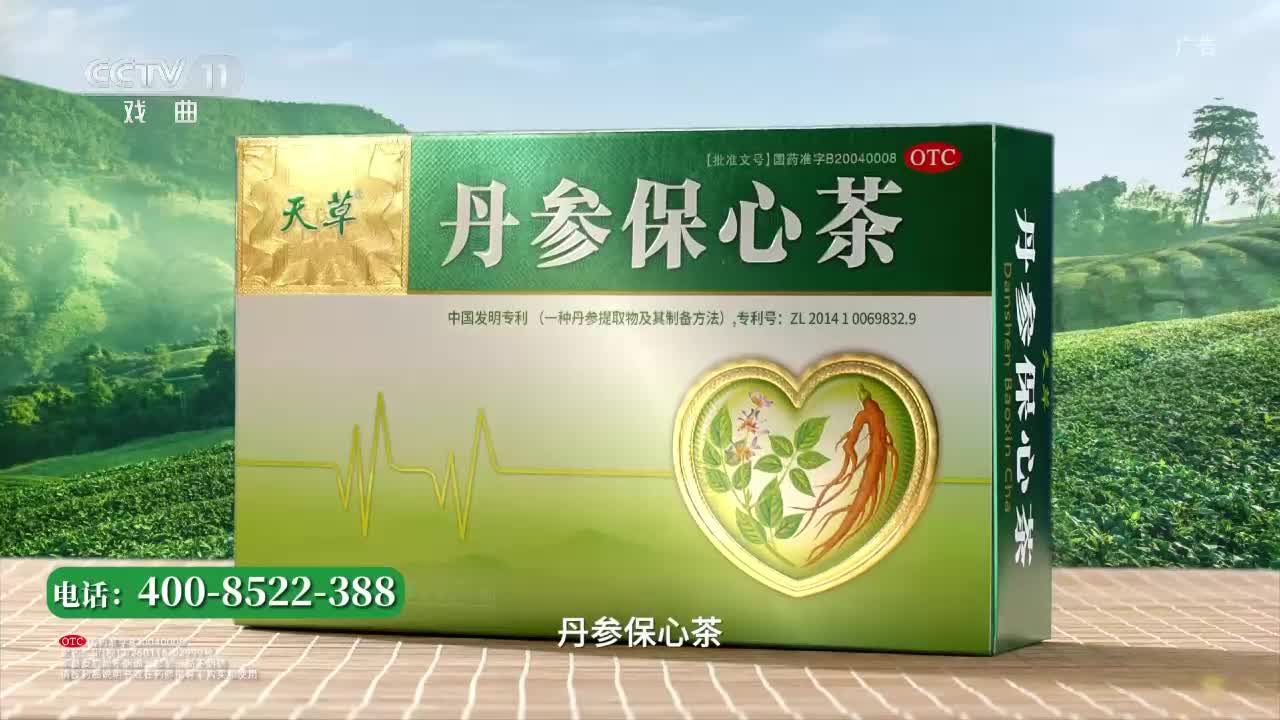 CCTV 11
戏曲
广告
【批准文号】国药准字B20040008
OTC
天草
丹参保心茶
中国发明专利 （一种丹参提取物及其制备方法）,专利号：ZL 2014 1 0069832.9
丹参保心茶
Danshen Baoxin Cha
电话：400-8522-388
丹参保心茶
OTC